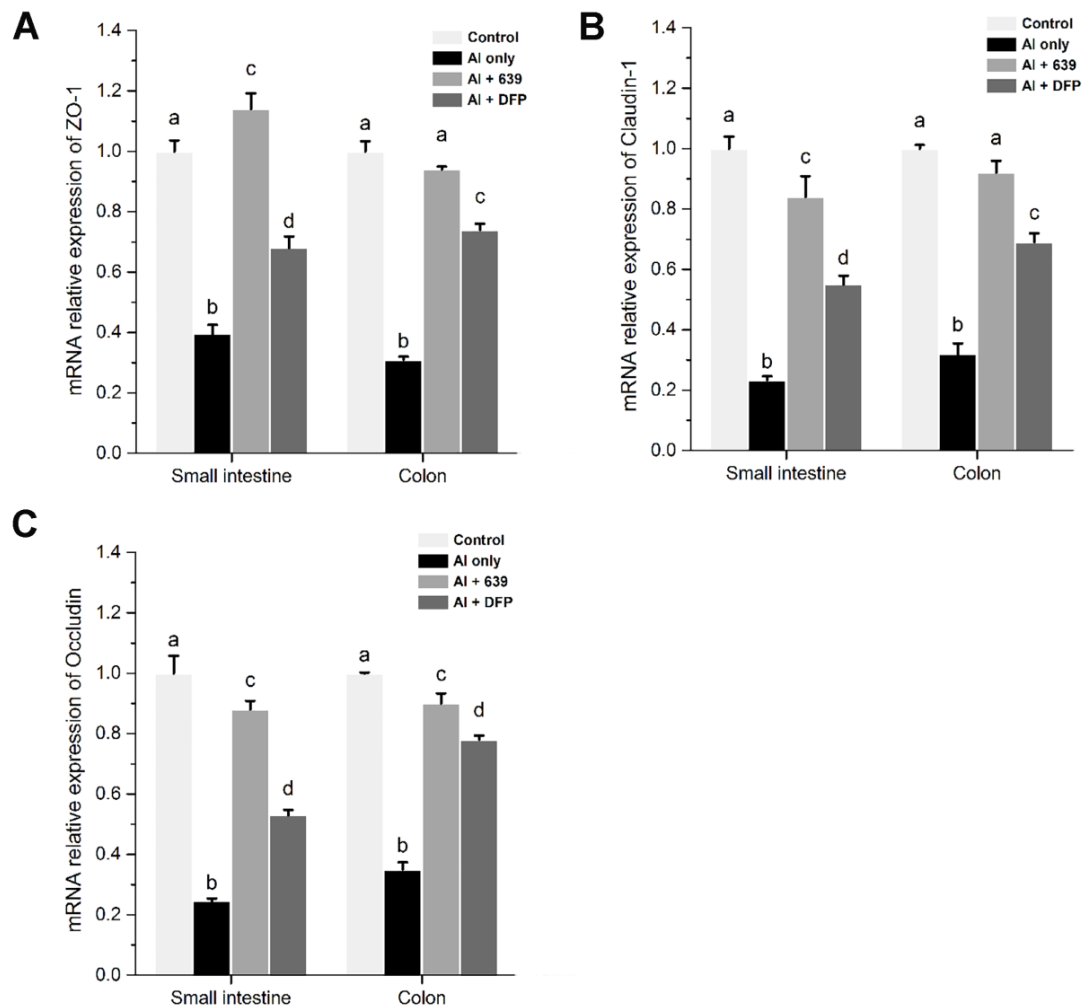 A
mRNA relative expression of ZO-1
1.4
1.2
1.0
0.8
0.6
0.4
0.2
0.0
Control
Al only
Al + 639
Al + DFP
a
b
c
d
a
b
a
c
Small intestine
Colon
B
mRNA relative expression of Claudin-1
1.4
1.2
1.0
0.8
0.6
0.4
0.2
0.0
Control
Al only
Al + 639
Al + DFP
a
b
c
d
a
b
a
c
Small intestine
Colon
C
mRNA relative expression of Occludin
1.4
1.2
1.0
0.8
0.6
0.4
0.2
0.0
Control
Al only
Al + 639
Al + DFP
a
b
c
d
a
b
c
d
Small intestine
Colon